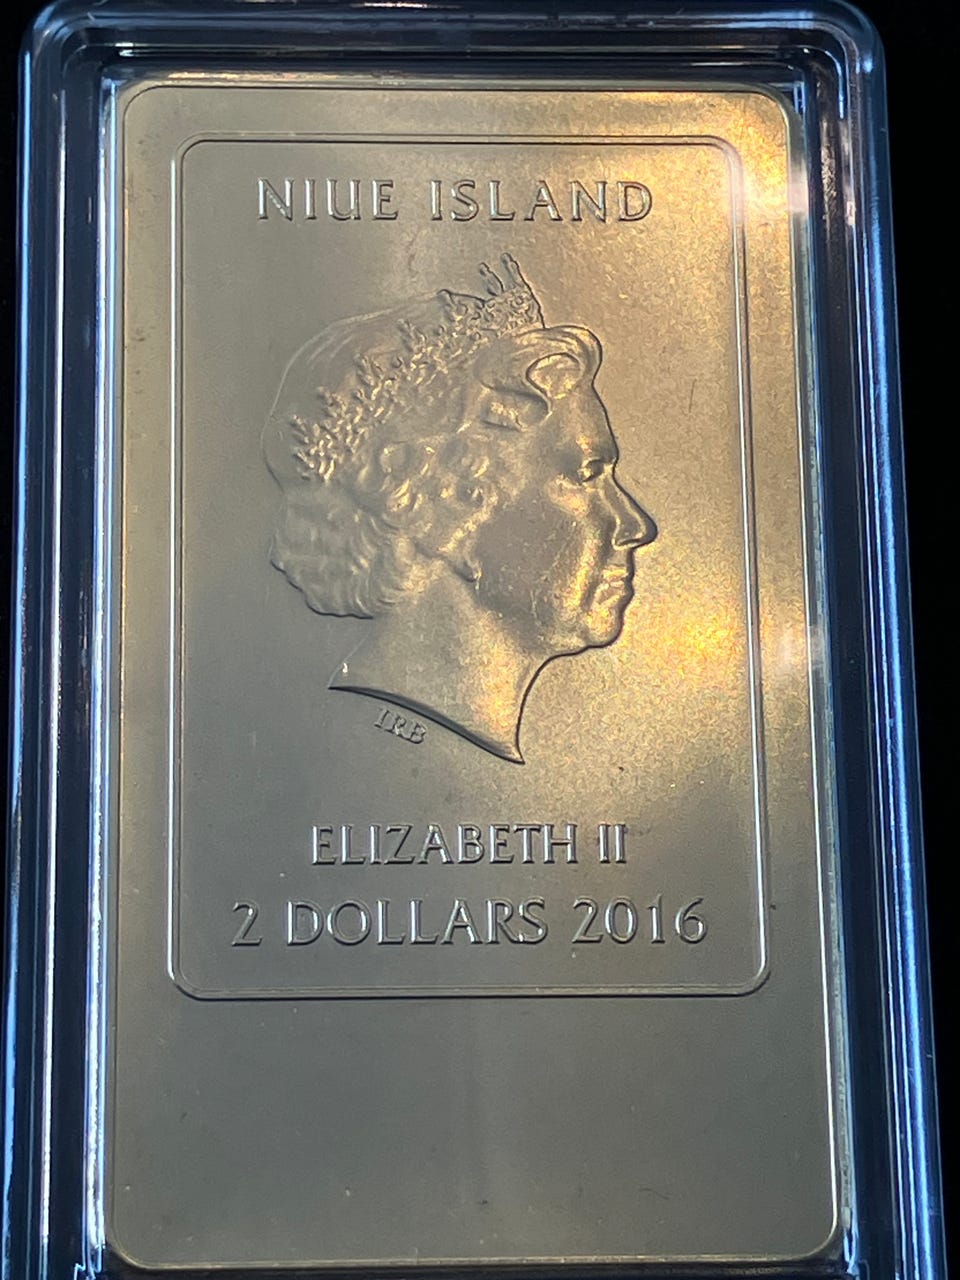 NIUE ISLAND
IRB
ELIZABETH II
2 DOLLARS 2016